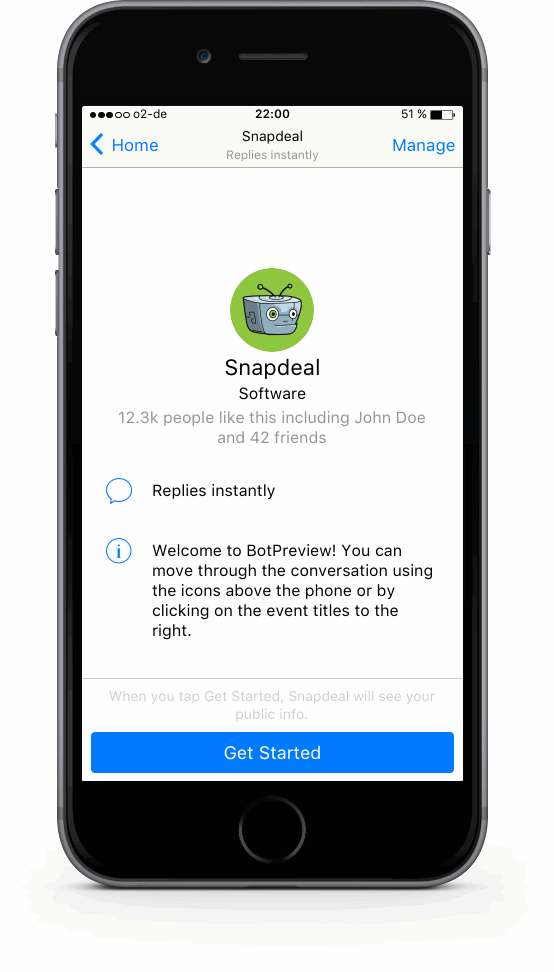 o2-de 22:00 51 %
Home Snapdeal Manage
Replies instantly
Snapdeal
Software
12.3k people like this including John Doe
and 42 friends
Replies instantly
Welcome to BotPreview! You can
move through the conversation using
the icons above the phone or by
clicking on the event titles to the
right.
When you tap Get Started, Snapdeal will see your
public info.
Get Started